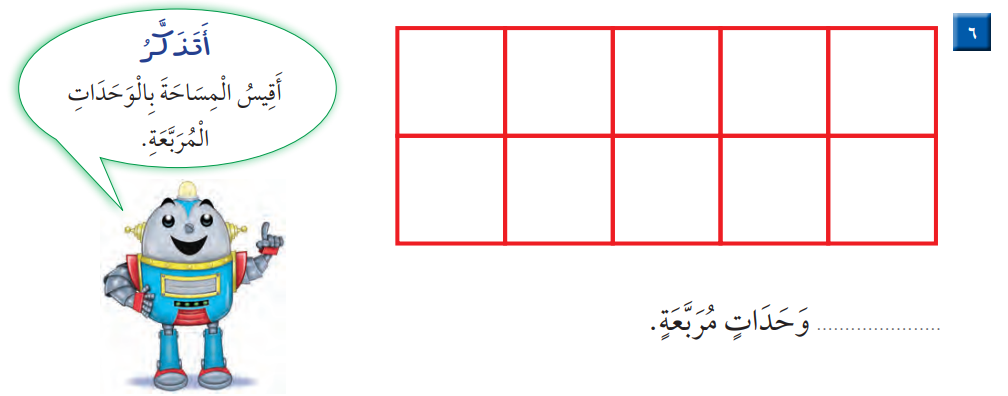 ٦
أَتَذَكَّرُ
أَقِيسُ الْمِسَاحَةَ بِالْوَحَدَاتِ
الْمُرَبَّعَةِ.
..................... وَحَدَاتٍ مُرَبَّعَةٍ.